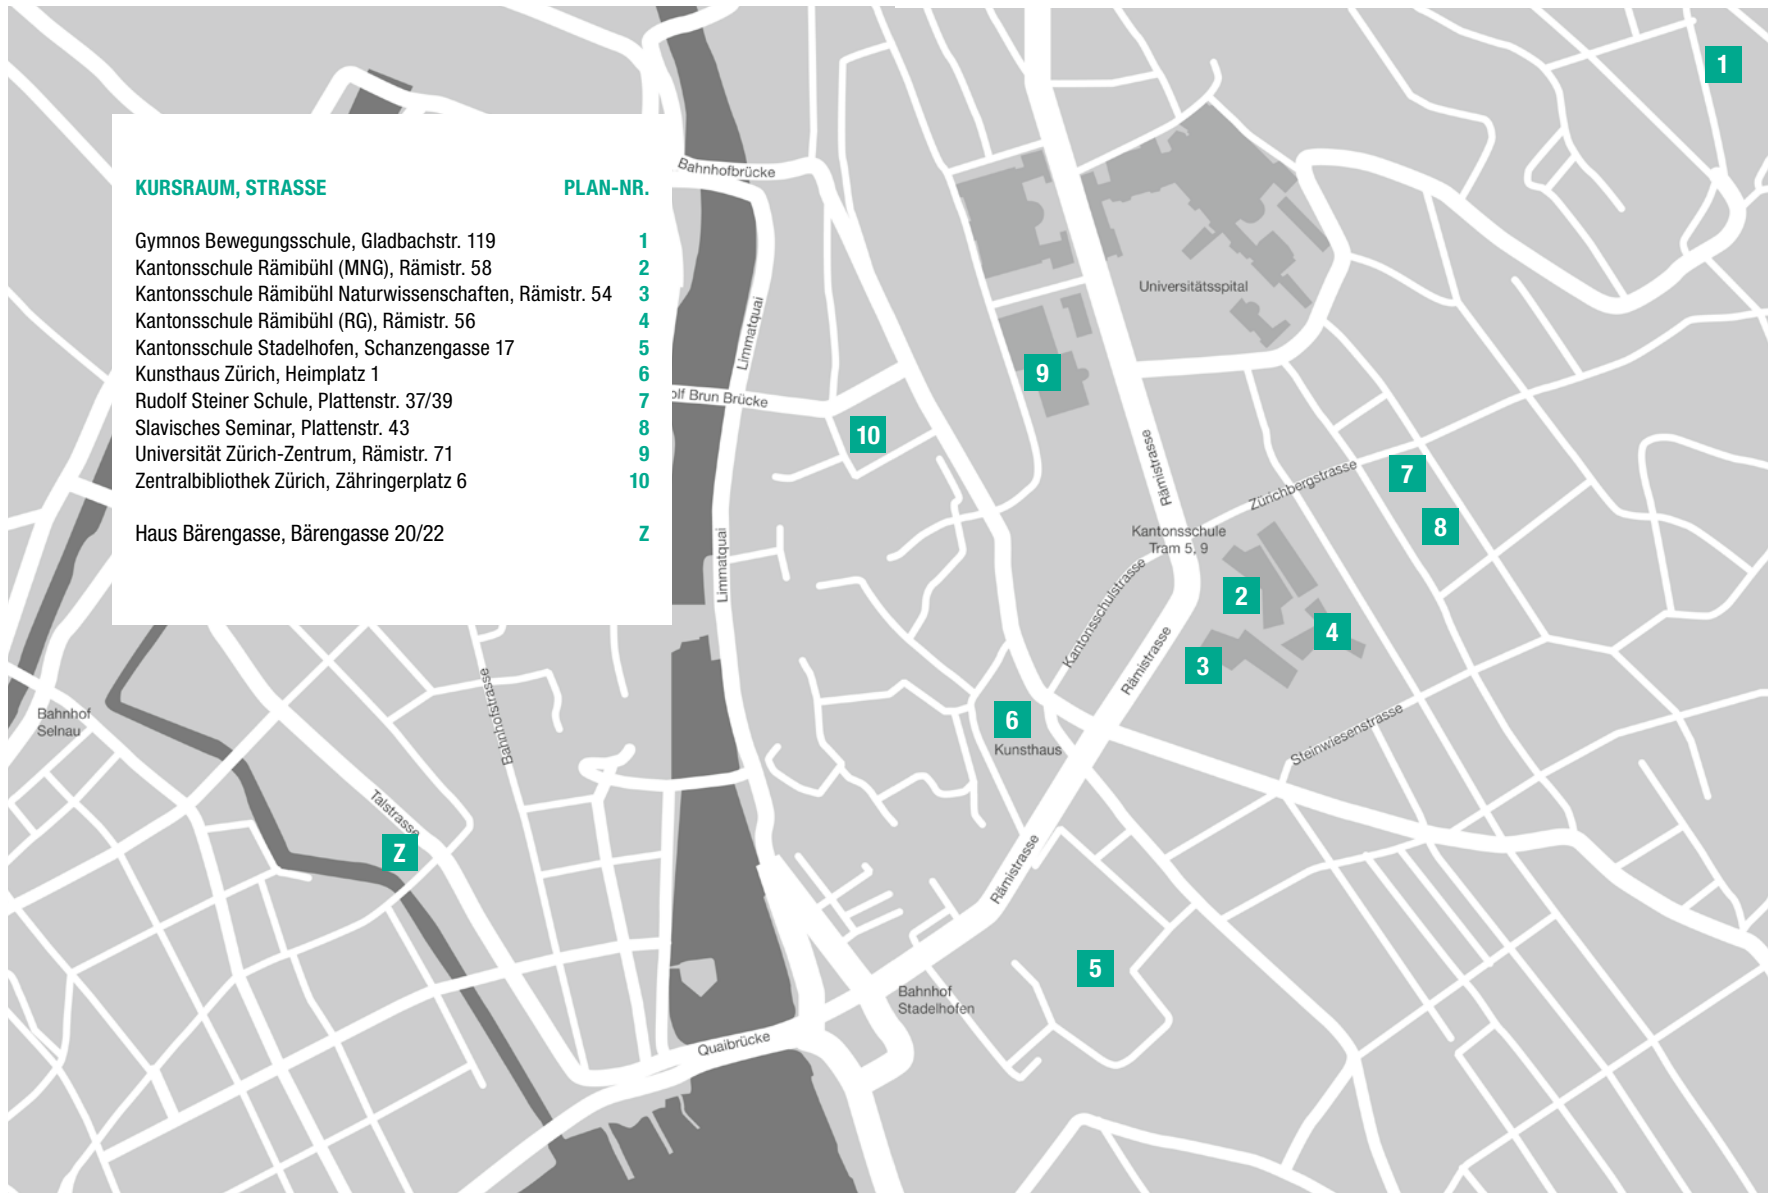 KURSRAUM, STRASSE PLAN-NR.
Gymnos Bewegungsschule, Gladbachstr. 119 1
Kantonsschule Rämibühl (MNG), Rämistr. 58 2
Kantonsschule Rämibühl Naturwissenschaften, Rämistr. 54 3
Kantonsschule Rämibühl (RG), Rämistr. 56 4
Kantonsschule Stadelhofen, Schanzengasse 17 5
Kunsthaus Zürich, Heimplatz 1 6
Rudolf Steiner Schule, Plattenstr. 37/39 7
Slavisches Seminar, Plattenstr. 43 8
Universität Zürich-Zentrum, Rämistr. 71 9
Zentralbibliothek Zürich, Zähringerplatz 6 10
Haus Bärengasse, Bärengasse 20/22 Z
1
Bahnhofbrücke
Universitätsspital
Limmatquai
9
olf Brun Brücke
10
Rämistrasse
Zürichbergstrasse
7
8
Kantonsschule
Tram 5, 9
Limmatquai
Kantonsschulstrasse
2
4
3
Rämistrasse
Bahnhofstrasse
Bahnhof
Selnau
6
Kunsthaus
Steinwiesenstrasse
Talstrasse
Z
Rämistrasse
5
Bahnhof
Stadelhofen
Quaibrücke